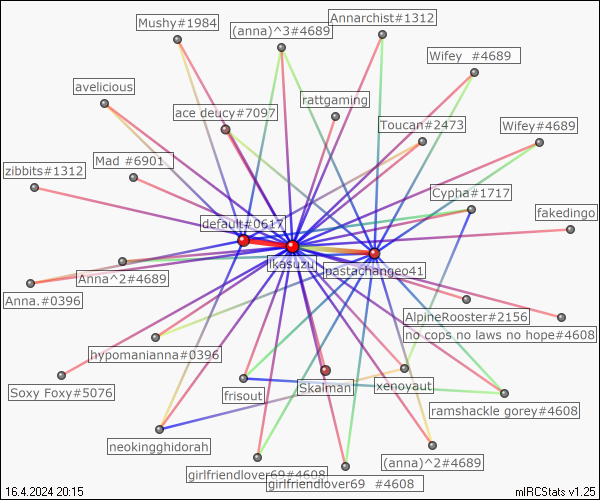 Mushy#1984
(anna)^3#4689
Annarchist#1312
Wifey  #4689
avelicious
ace deucy#7097
rattgaming
Toucan#2473
Wifey#4689
zibbits#1312
Mad #6901
Cypha#1717
default#0617
fakedingo
Ikasuzu
pastachangeo41
Anna^2#4689
Anna.#0396
AlpheRooster#2156
no cops no laws no hope#4608
hypomanianna#0396
Soxy Foxy#5076
frisout
Skalman
xenoyaut
ramshackle gorey#4608
neokingghidorah
girlfriendlover69#4608
(anna)^2#4689
girlfriendlover69  #4608
16.4.2024 20:15
mIRCStats v1.25